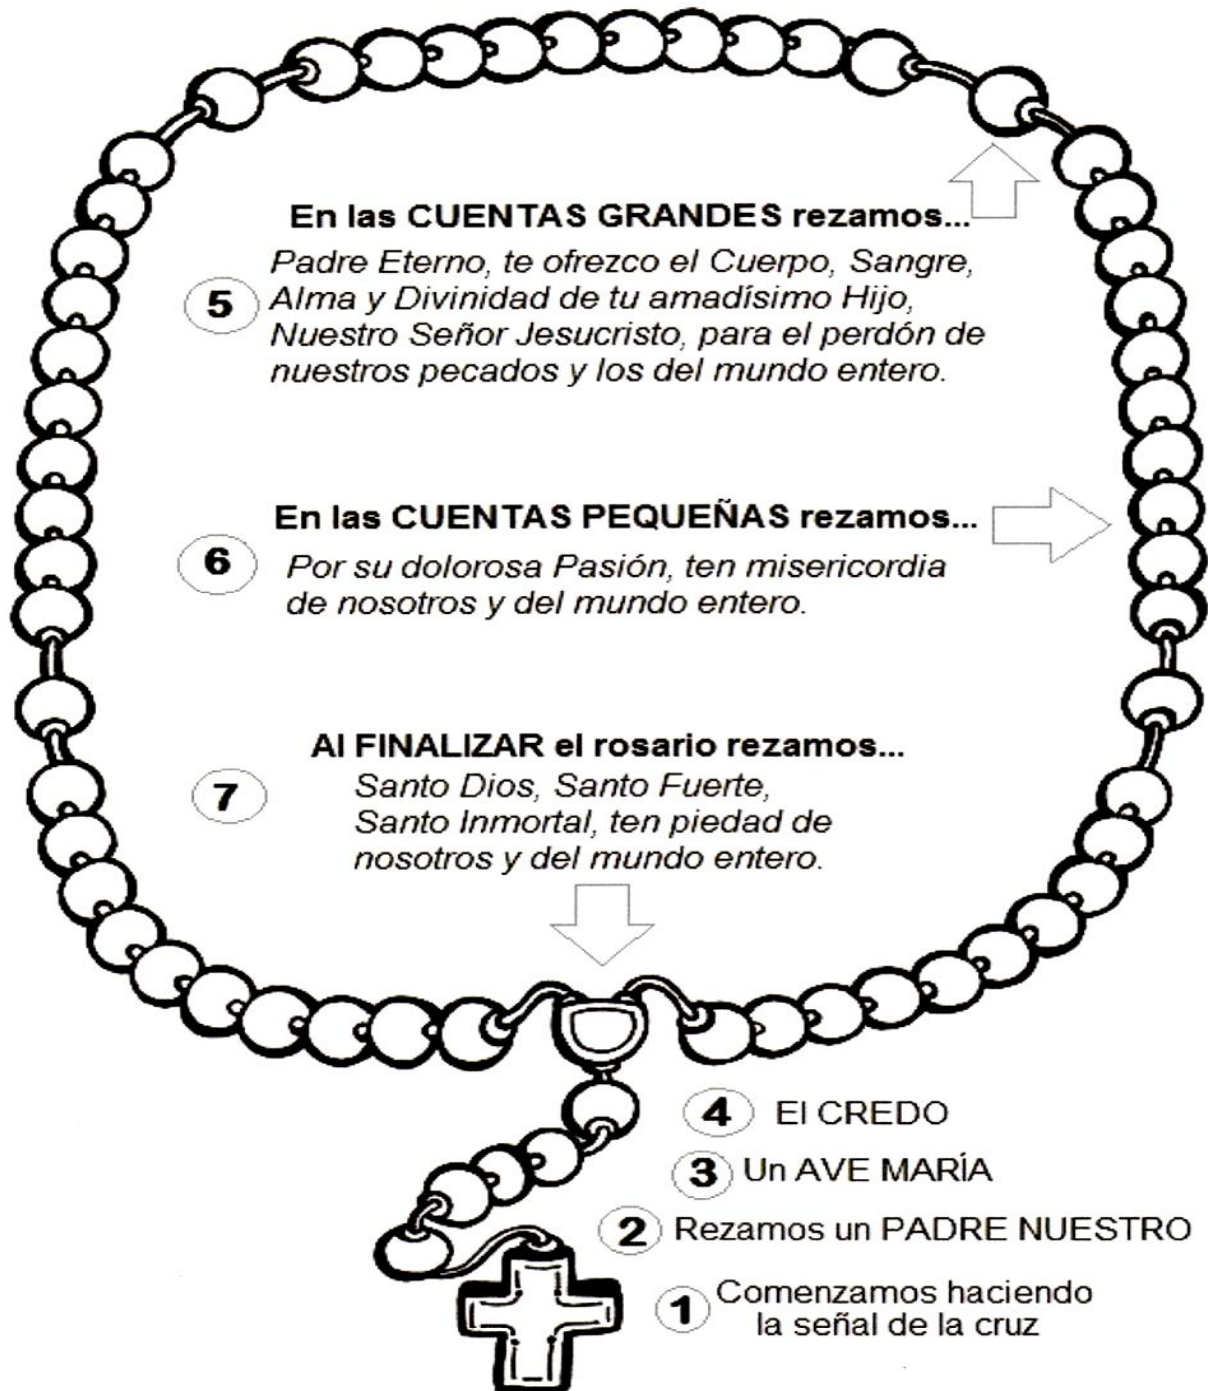 En las CUENTAS GRANDES rezamos...
5
Padre Eterno, te ofrezco el Cuerpo, Sangre,
Alma y Divinidad de tu amadísimo Hijo,
Nuestro Señor Jesucristo, para el perdón de
nuestros pecados y los del mundo entero.
En las CUENTAS PEQUEÑAS rezamos...
6
Por su dolorosa Pasión, ten misericordia
de nosotros y del mundo entero.
Al FINALIZAR el rosario rezamos...
7
Santo Dios, Santo Fuerte,
Santo Inmortal, ten piedad de
nosotros y del mundo entero.
4 El CREDO
3 Un AVE MARÍA
2 Rezamos un PADRE NUESTRO
1 Comenzamos haciendo
la señal de la cruz